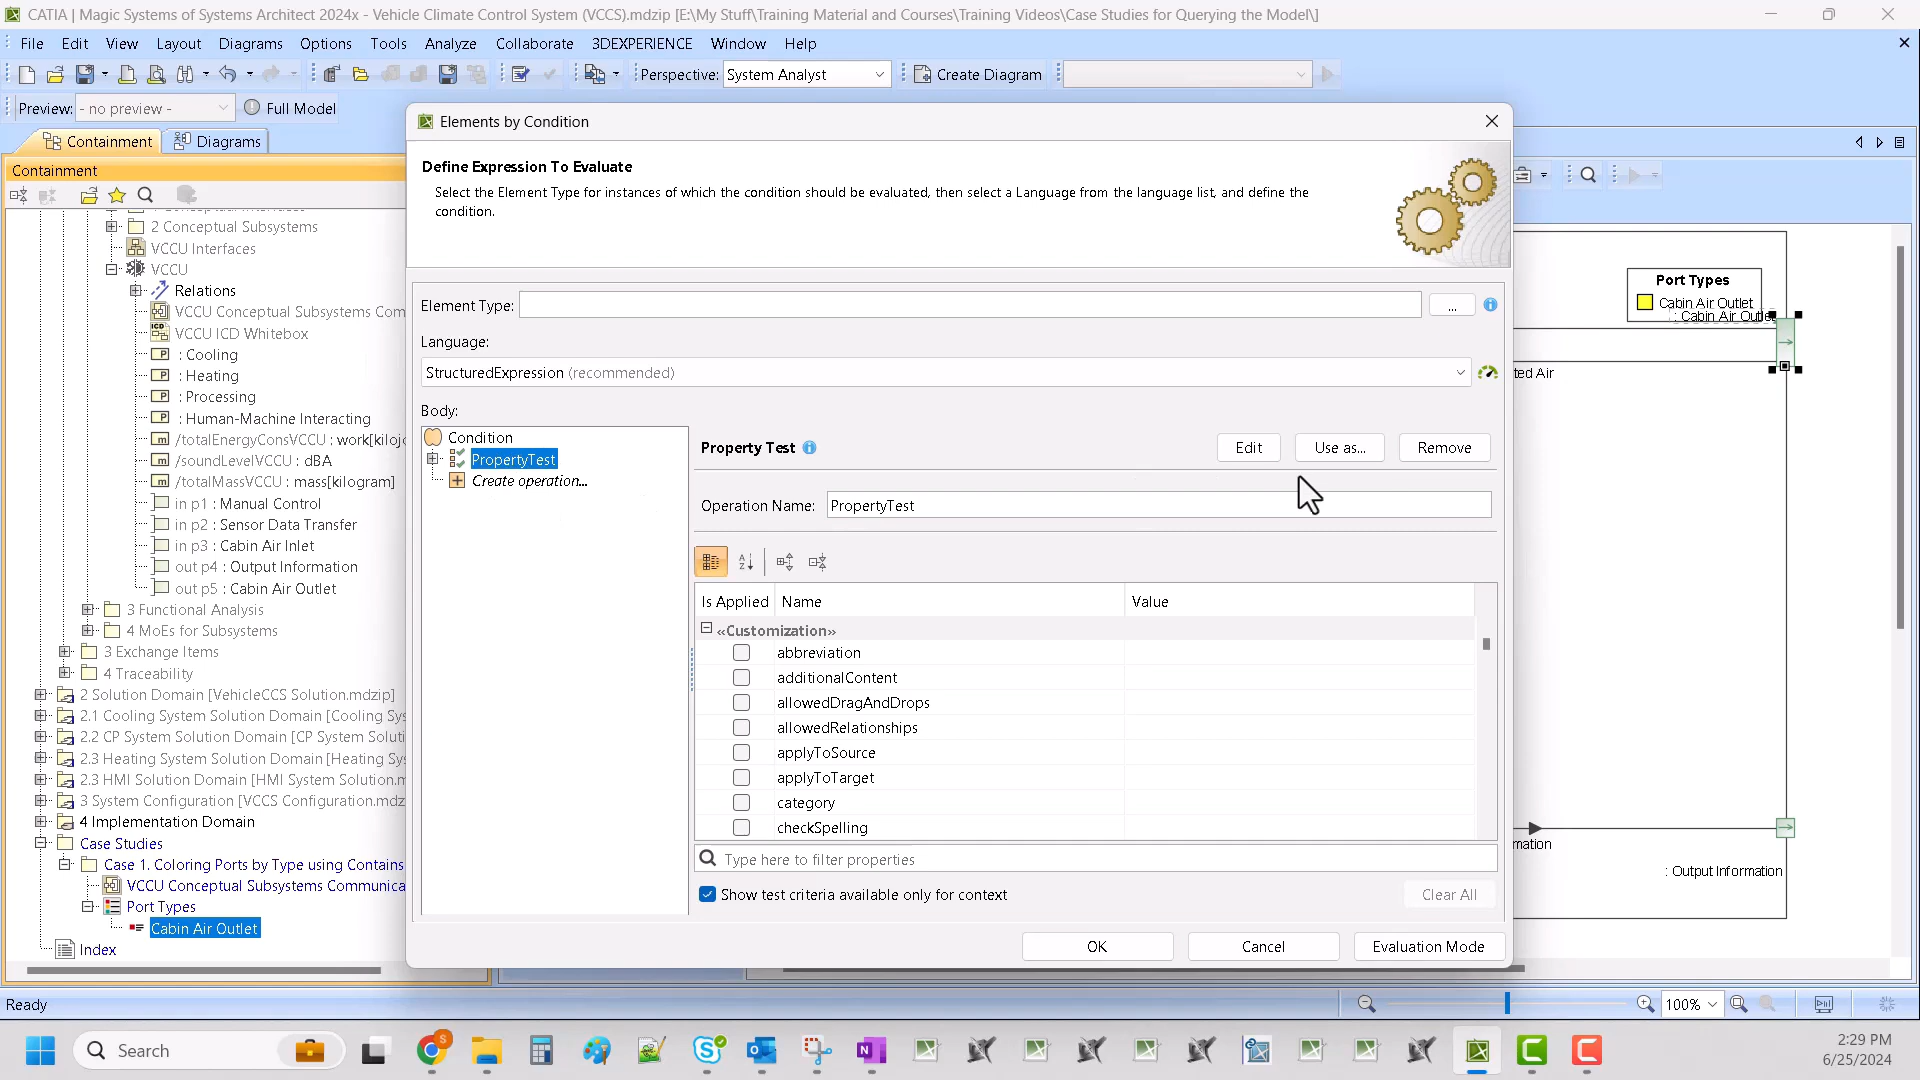 CATIA | Magic Systems of Systems Architect 2024x - Vehicle Climate Control System (VCCS).mdzip [E:\My Stuff\Training Material and Courses\Training Videos\Case Studies for Querying the Model\]
File Edit View Layout Diagrams Options Tools Analyze Collaborate 3DEXPERIENCE Window Help
Perspective: System Analyst Create Diagram
Preview: - no preview - Full Model
Containment Diagrams
Containment
2 Conceptual Subsystems
VCCU Interfaces
VCCU
Relations
VCCU Conceptual Subsystems Com
VCCU ICD Whitebox
: Cooling
: Heating
: Processing
: Human-Machine Interacting
/totalEnergyConsVCCU : work[kiloj
/soundLevelVCCU : dBA
/totalMassVCCU : mass[kilogram]
in p1 : Manual Control
in p2 : Sensor Data Transfer
in p3 : Cabin Air Inlet
out p4 : Output Information
out p5 : Cabin Air Outlet
3 Functional Analysis
4 MoEs for Subsystems
3 Exchange Items
4 Traceability
2 Solution Domain [VehicleCCS Solution.mdzip]
2.1 Cooling System Solution Domain [Cooling Sys
2.2 CP System Solution Domain [CP System Solut
2.3 Heating System Solution Domain [Heating Sy
2.3 HMI Solution Domain [HMI System Solution.m
3 System Configuration [VCCS Configuration.mdz
4 Implementation Domain
Case Studies
Case 1. Coloring Ports by Type using Contains
VCCU Conceptual Subsystems Communica
Port Types
Cabin Air Outlet
Index
Elements by Condition
Define Expression To Evaluate
Select the Element Type for instances of which the condition should be evaluated, then select a Language from the language list, and define the
condition.
Element Type: ...
Language:
StructuredExpression (recommended)
Body:
Condition
PropertyTest
Create operation...
Property Test Edit Use as... Remove
Operation Name: PropertyTest
Is Applied Name Value
«Customization»
abbreviation
additionalContent
allowedDragAndDrops
allowedRelationships
applyToSource
applyToTarget
category
checkSpelling
Type here to filter properties
Show test criteria available only for context Clear All
OK Cancel Evaluation Mode
Port Types
Cabin Air Outlet
: Cabin Air Outlet
ted Air
mation
: Output Information
Ready 100%
Search
2:29 PM
6/25/2024